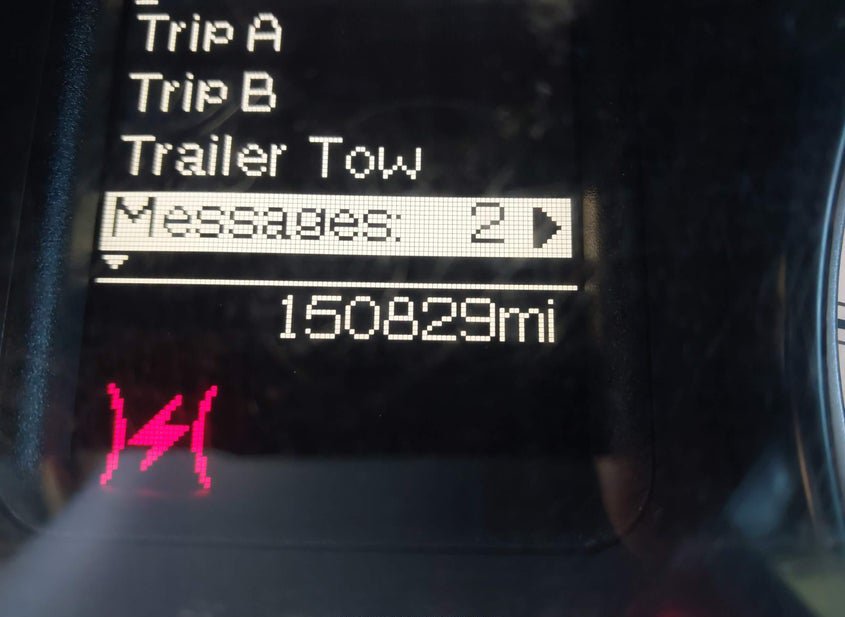 Trip A
Trip B
Trailer Tow
Messages: 2
150829mi